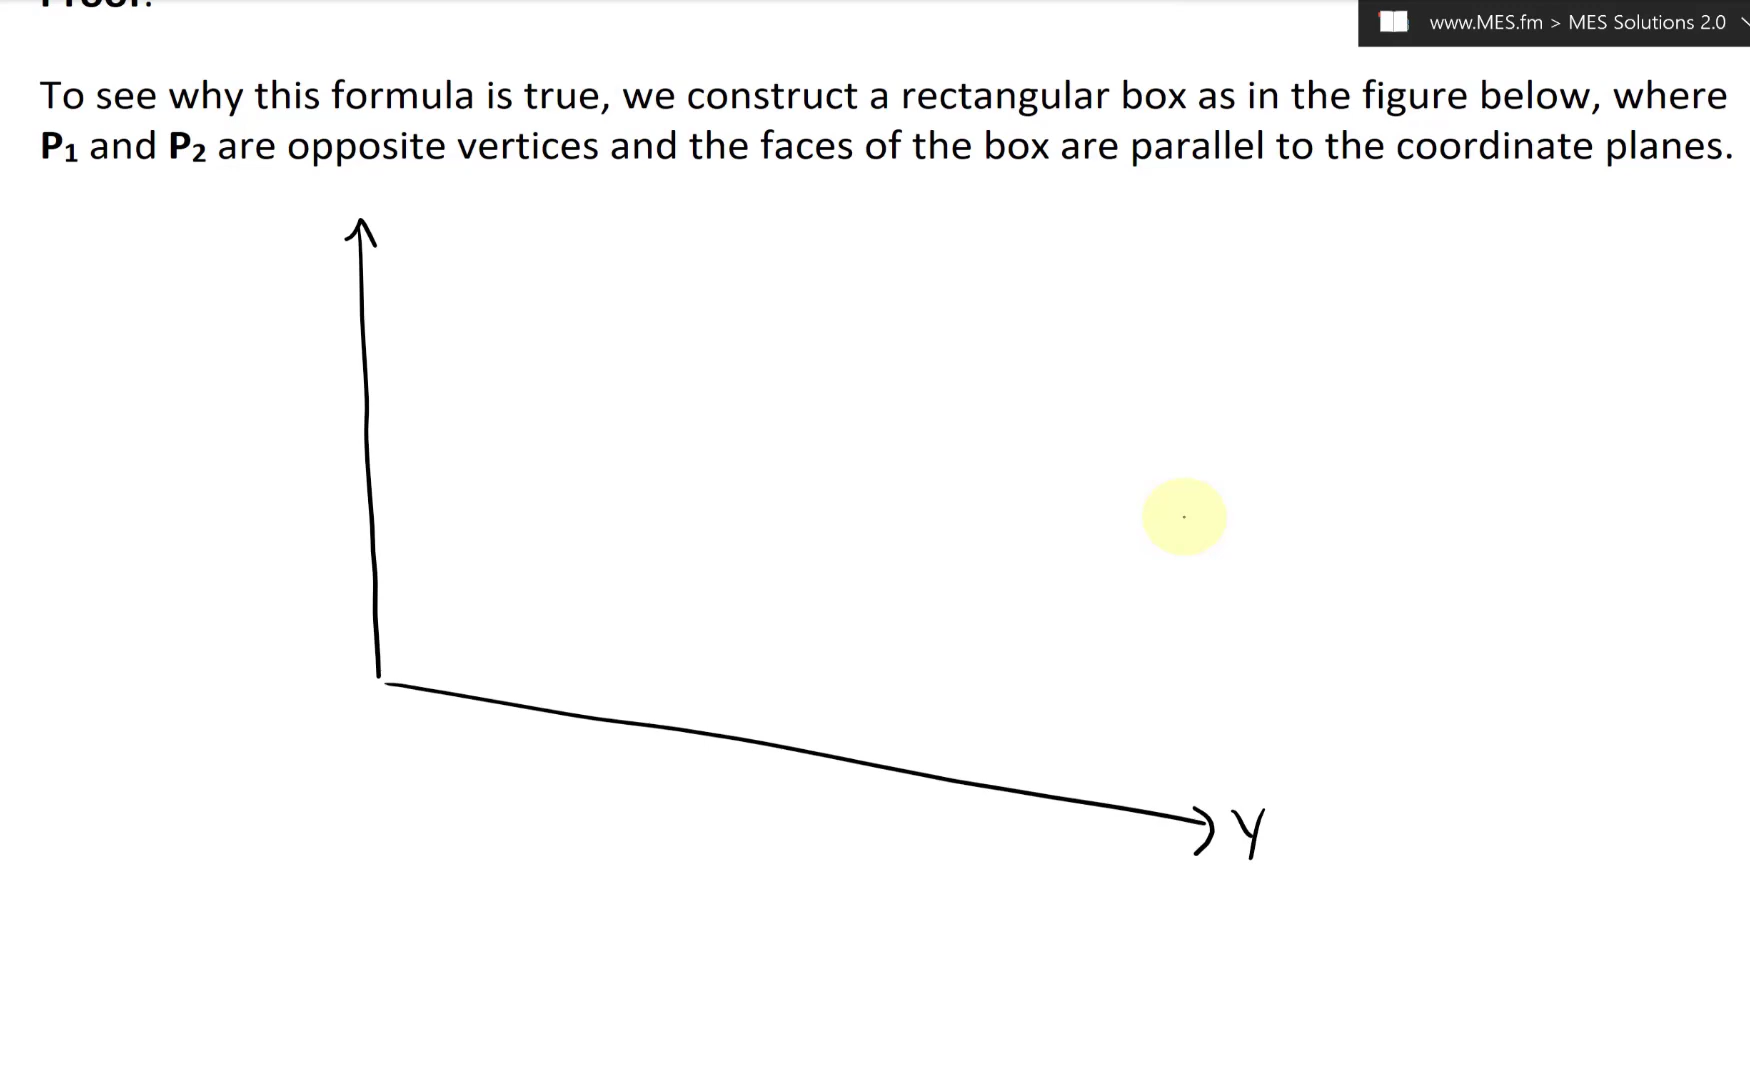 Proof:
www.MES.fm > MES Solutions 2.0
To see why this formula is true, we construct a rectangular box as in the figure below, where
P₁ and P₂ are opposite vertices and the faces of the box are parallel to the coordinate planes.
Y